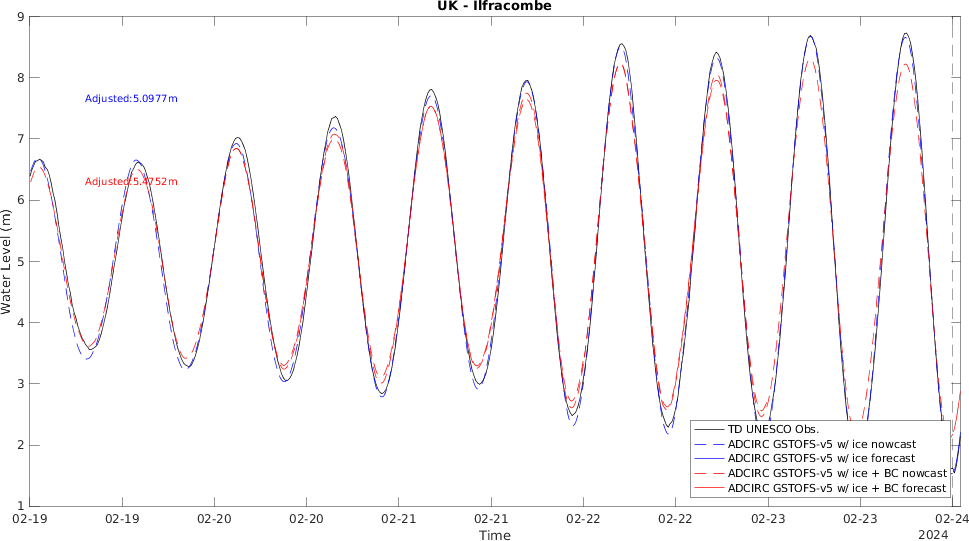 UK - Ilfracombe
9
8
7
6
5
4
3
2
1
Water Level (m)
Adjusted:5.0977m
Adjusted:5.4752m
TD UNESCO Obs.
ADCIRC GSTOFS-v5 w/ ice nowcast
ADCIRC GSTOFS-v5 w/ ice forecast
ADCIRC GSTOFS-v5 w/ ice + BC nowcast
ADCIRC GSTOFS-v5 w/ ice + BC forecast
02-19 02-19 02-20 02-20 02-21 02-21 02-22 02-22 02-23 02-23 02-24
Time
2024